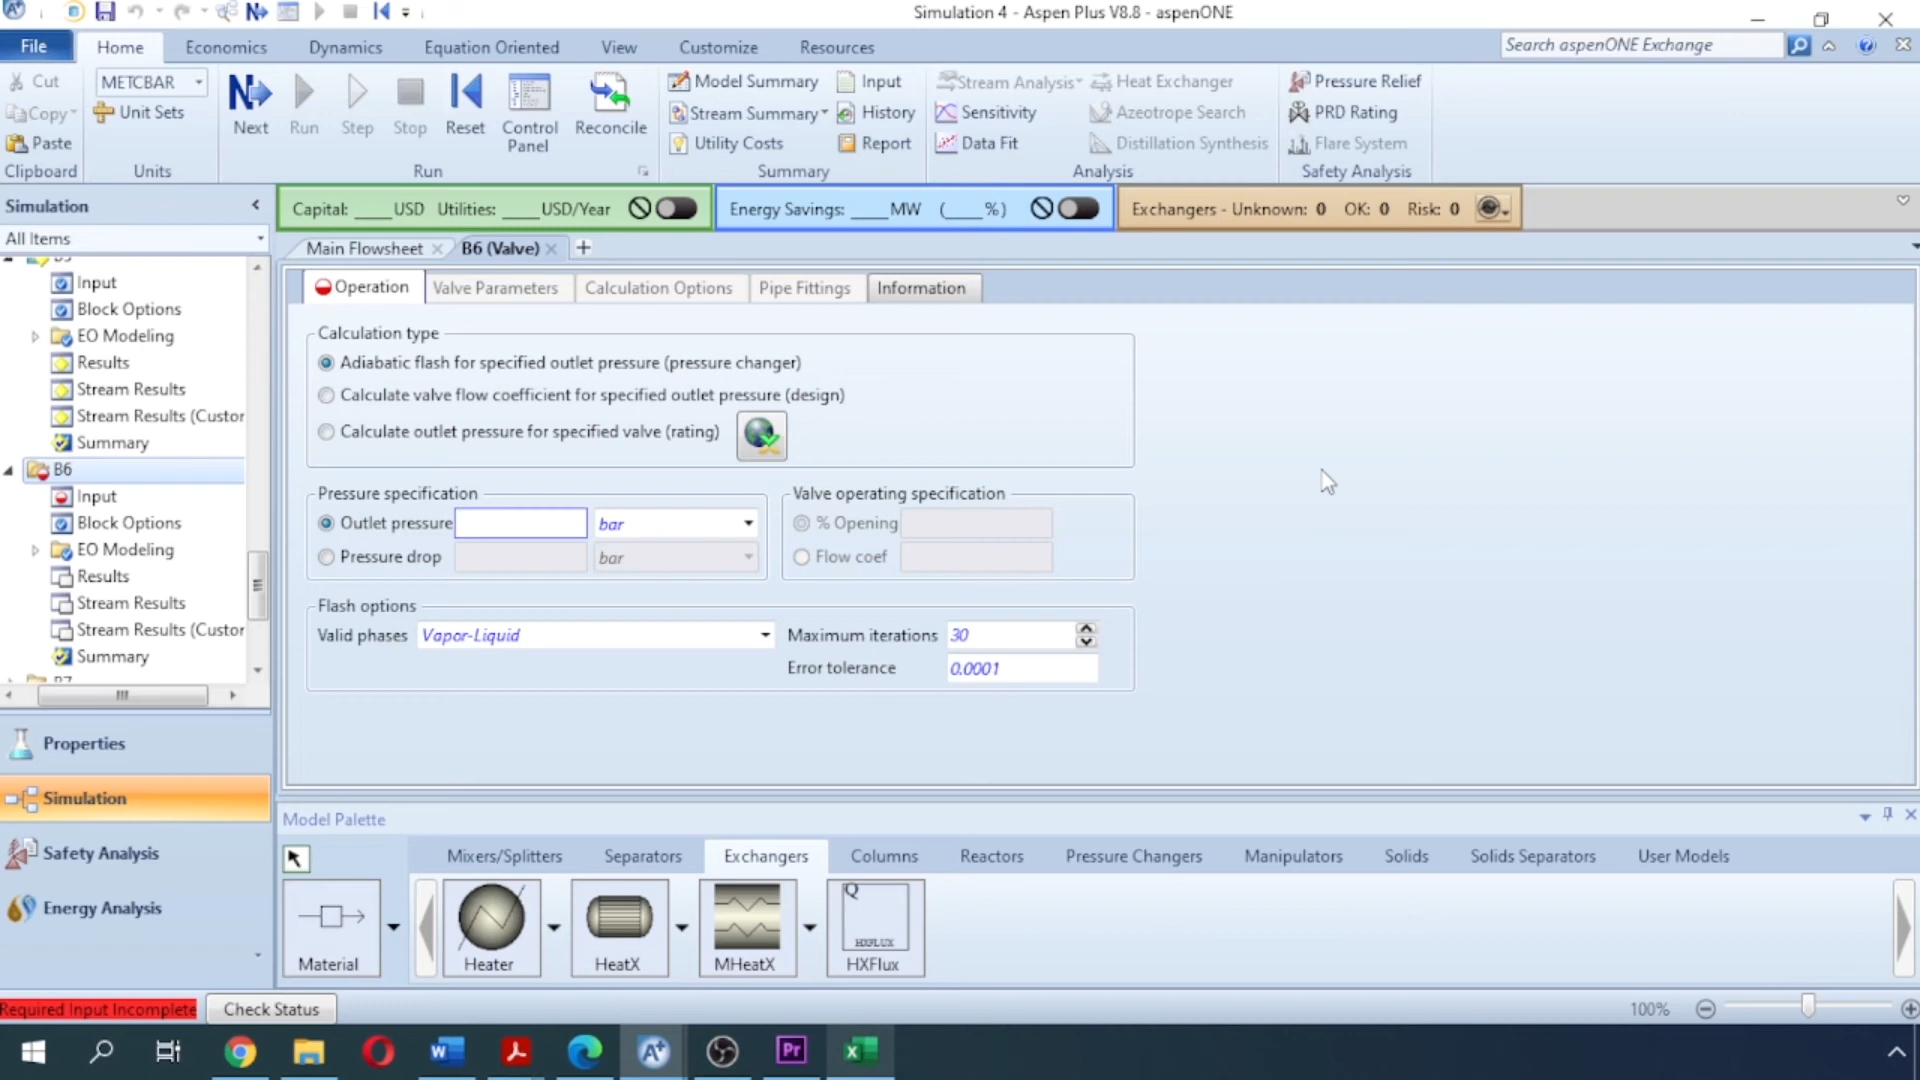 Simulation 4 - Aspen Plus V8.8 - aspenONE
File Home Economics Dynamics Equation Oriented View Customize Resources Search aspenONE Exchange
Cut METCBAR Model Summary Input Stream Analysis Heat Exchanger Pressure Relief
Copy Unit Sets Stream Summary History Sensitivity Azeotrope Search PRD Rating
Paste Next Run Step Stop Reset Control Panel Reconcile Utility Costs Report Data Fit Distillation Synthesis Flare System
Clipboard Units Run Summary Analysis Safety Analysis
Simulation Capital: ____ USD Utilities: ____ USD/Year Energy Savings: ____ MW (____%) Exchangers - Unknown: 0 OK: 0 Risk: 0
All Items
Main Flowsheet B6 (Valve)
Input
Block Options
EO Modeling
Results
Stream Results
Stream Results (Custor
Summary
B6
Input
Block Options
EO Modeling
Results
Stream Results
Stream Results (Custor
Summary
B7
Properties
Simulation
Safety Analysis
Energy Analysis
Operation Valve Parameters Calculation Options Pipe Fittings Information
Calculation type
Adiabatic flash for specified outlet pressure (pressure changer)
Calculate valve flow coefficient for specified outlet pressure (design)
Calculate outlet pressure for specified valve (rating)
Pressure specification Valve operating specification
Outlet pressure bar % Opening
Pressure drop bar Flow coef
Flash options
Valid phases Vapor-Liquid Maximum iterations 30
Error tolerance 0.0001
Model Palette
Mixers/Splitters Separators Exchangers Columns Reactors Pressure Changers Manipulators Solids Solids Separators User Models
Q
HXFLUX
Material Heater HeatX MHeatX HXFlux
Required Input Incomplete Check Status 100%
W A+ Pr X